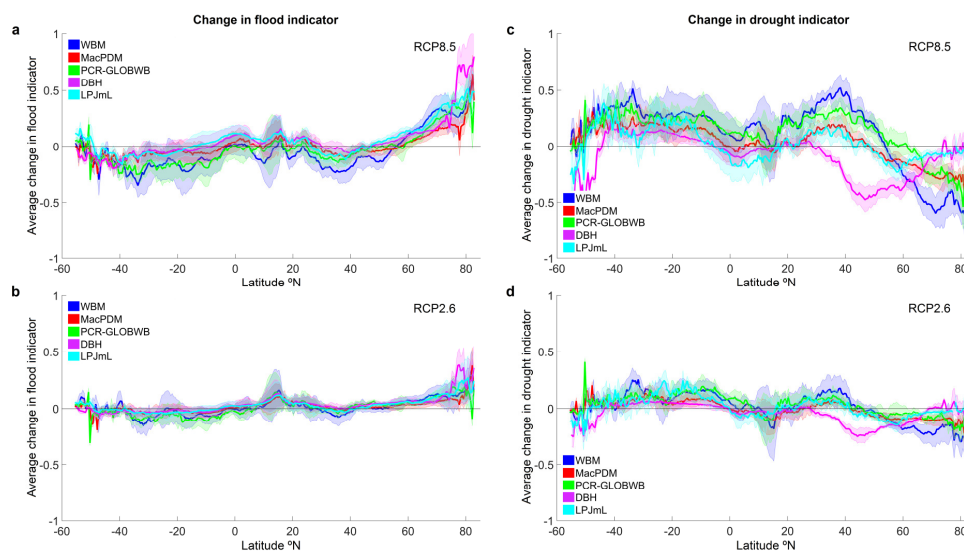 Change in flood indicator
a
1
0.5
0
-0.5
-1
Average change in flood indicator
WBM
MacPDM
PCR-GLOBWB
DBH
LPJmL
RCP8.5
-60 -40 -20 0 20 40 60 80
Latitude ºN
Change in drought indicator
c
1
0.5
0
-0.5
-1
Average change in drought indicator
RCP8.5
WBM
MacPDM
PCR-GLOBWB
DBH
LPJmL
-60 -40 -20 0 20 40 60 80
Latitude ºN
b
1
0.5
0
-0.5
-1
Average change in flood indicator
WBM
MacPDM
PCR-GLOBWB
DBH
LPJmL
RCP2.6
-60 -40 -20 0 20 40 60 80
Latitude ºN
d
1
0.5
0
-0.5
-1
Average change in drought indicator
RCP2.6
WBM
MacPDM
PCR-GLOBWB
DBH
LPJmL
-60 -40 -20 0 20 40 60 80
Latitude ºN